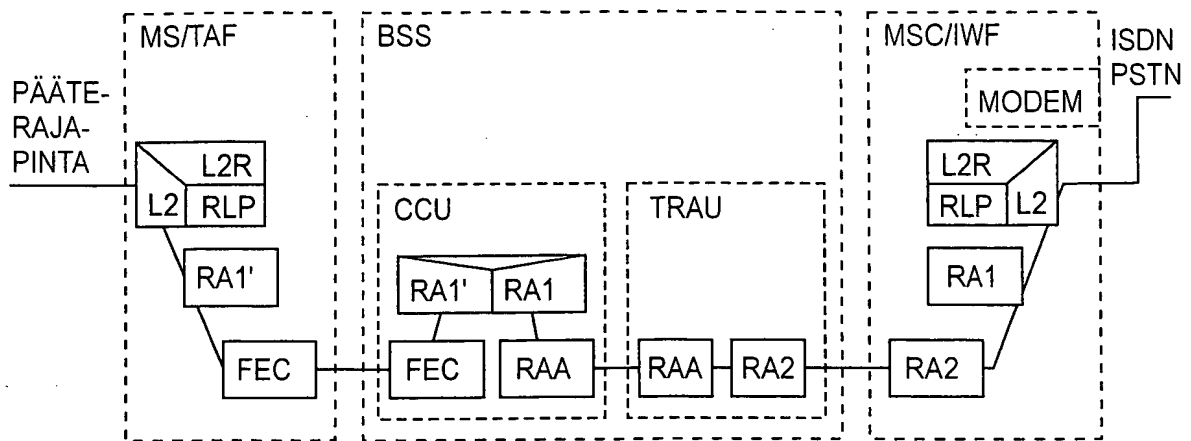 MS/TAF
BSS
MSC/IWF
ISDN
PSTN
MODEM
PÄÄTE-
RAJA-
PINTA
L2R
L2
RLP
L2R
RLP
L2
CCU
TRAU
RA1'
RA1'
RA1
RA1
FEC
FEC
RAA
RAA
RA2
RA2